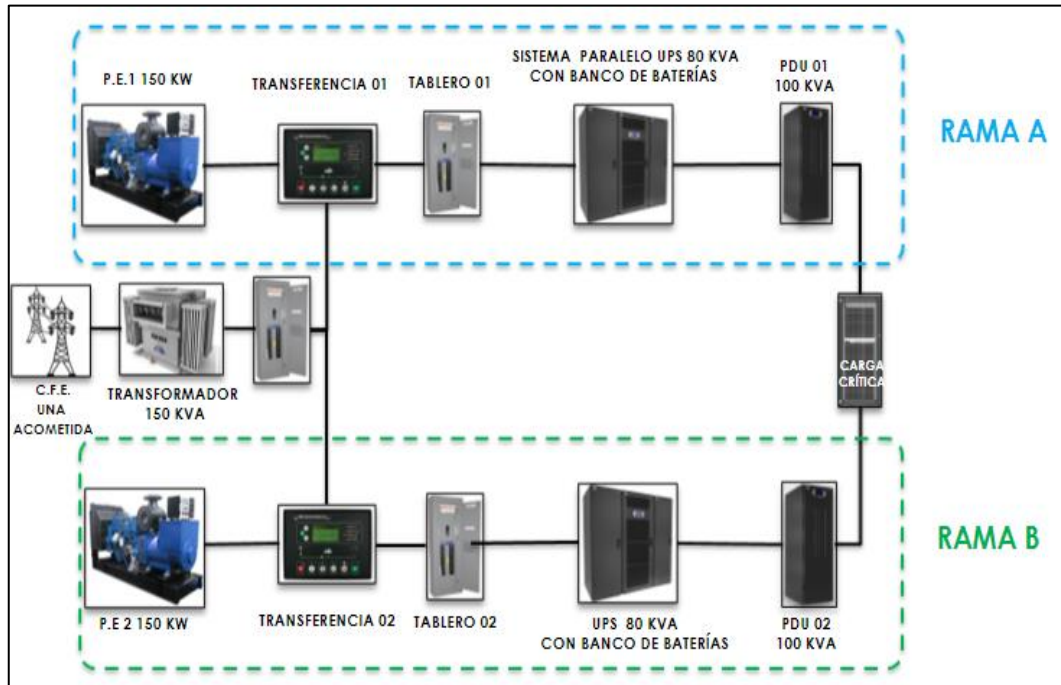 P.E.1 150 KW
TRANSFERENCIA 01
TABLERO 01
SISTEMA PARALELO UPS 80 KVA
CON BANCO DE BATERÍAS
PDU 01
100 KVA
RAMA A
C.F.E.
UNA
ACOMETIDA
TRANSFORMADOR
150 KVA
CARGA
CRÍTICA
P.E 2 150 KW
TRANSFERENCIA 02
TABLERO 02
UPS 80 KVA
CON BANCO DE BATERÍAS
PDU 02
100 KVA
RAMA B